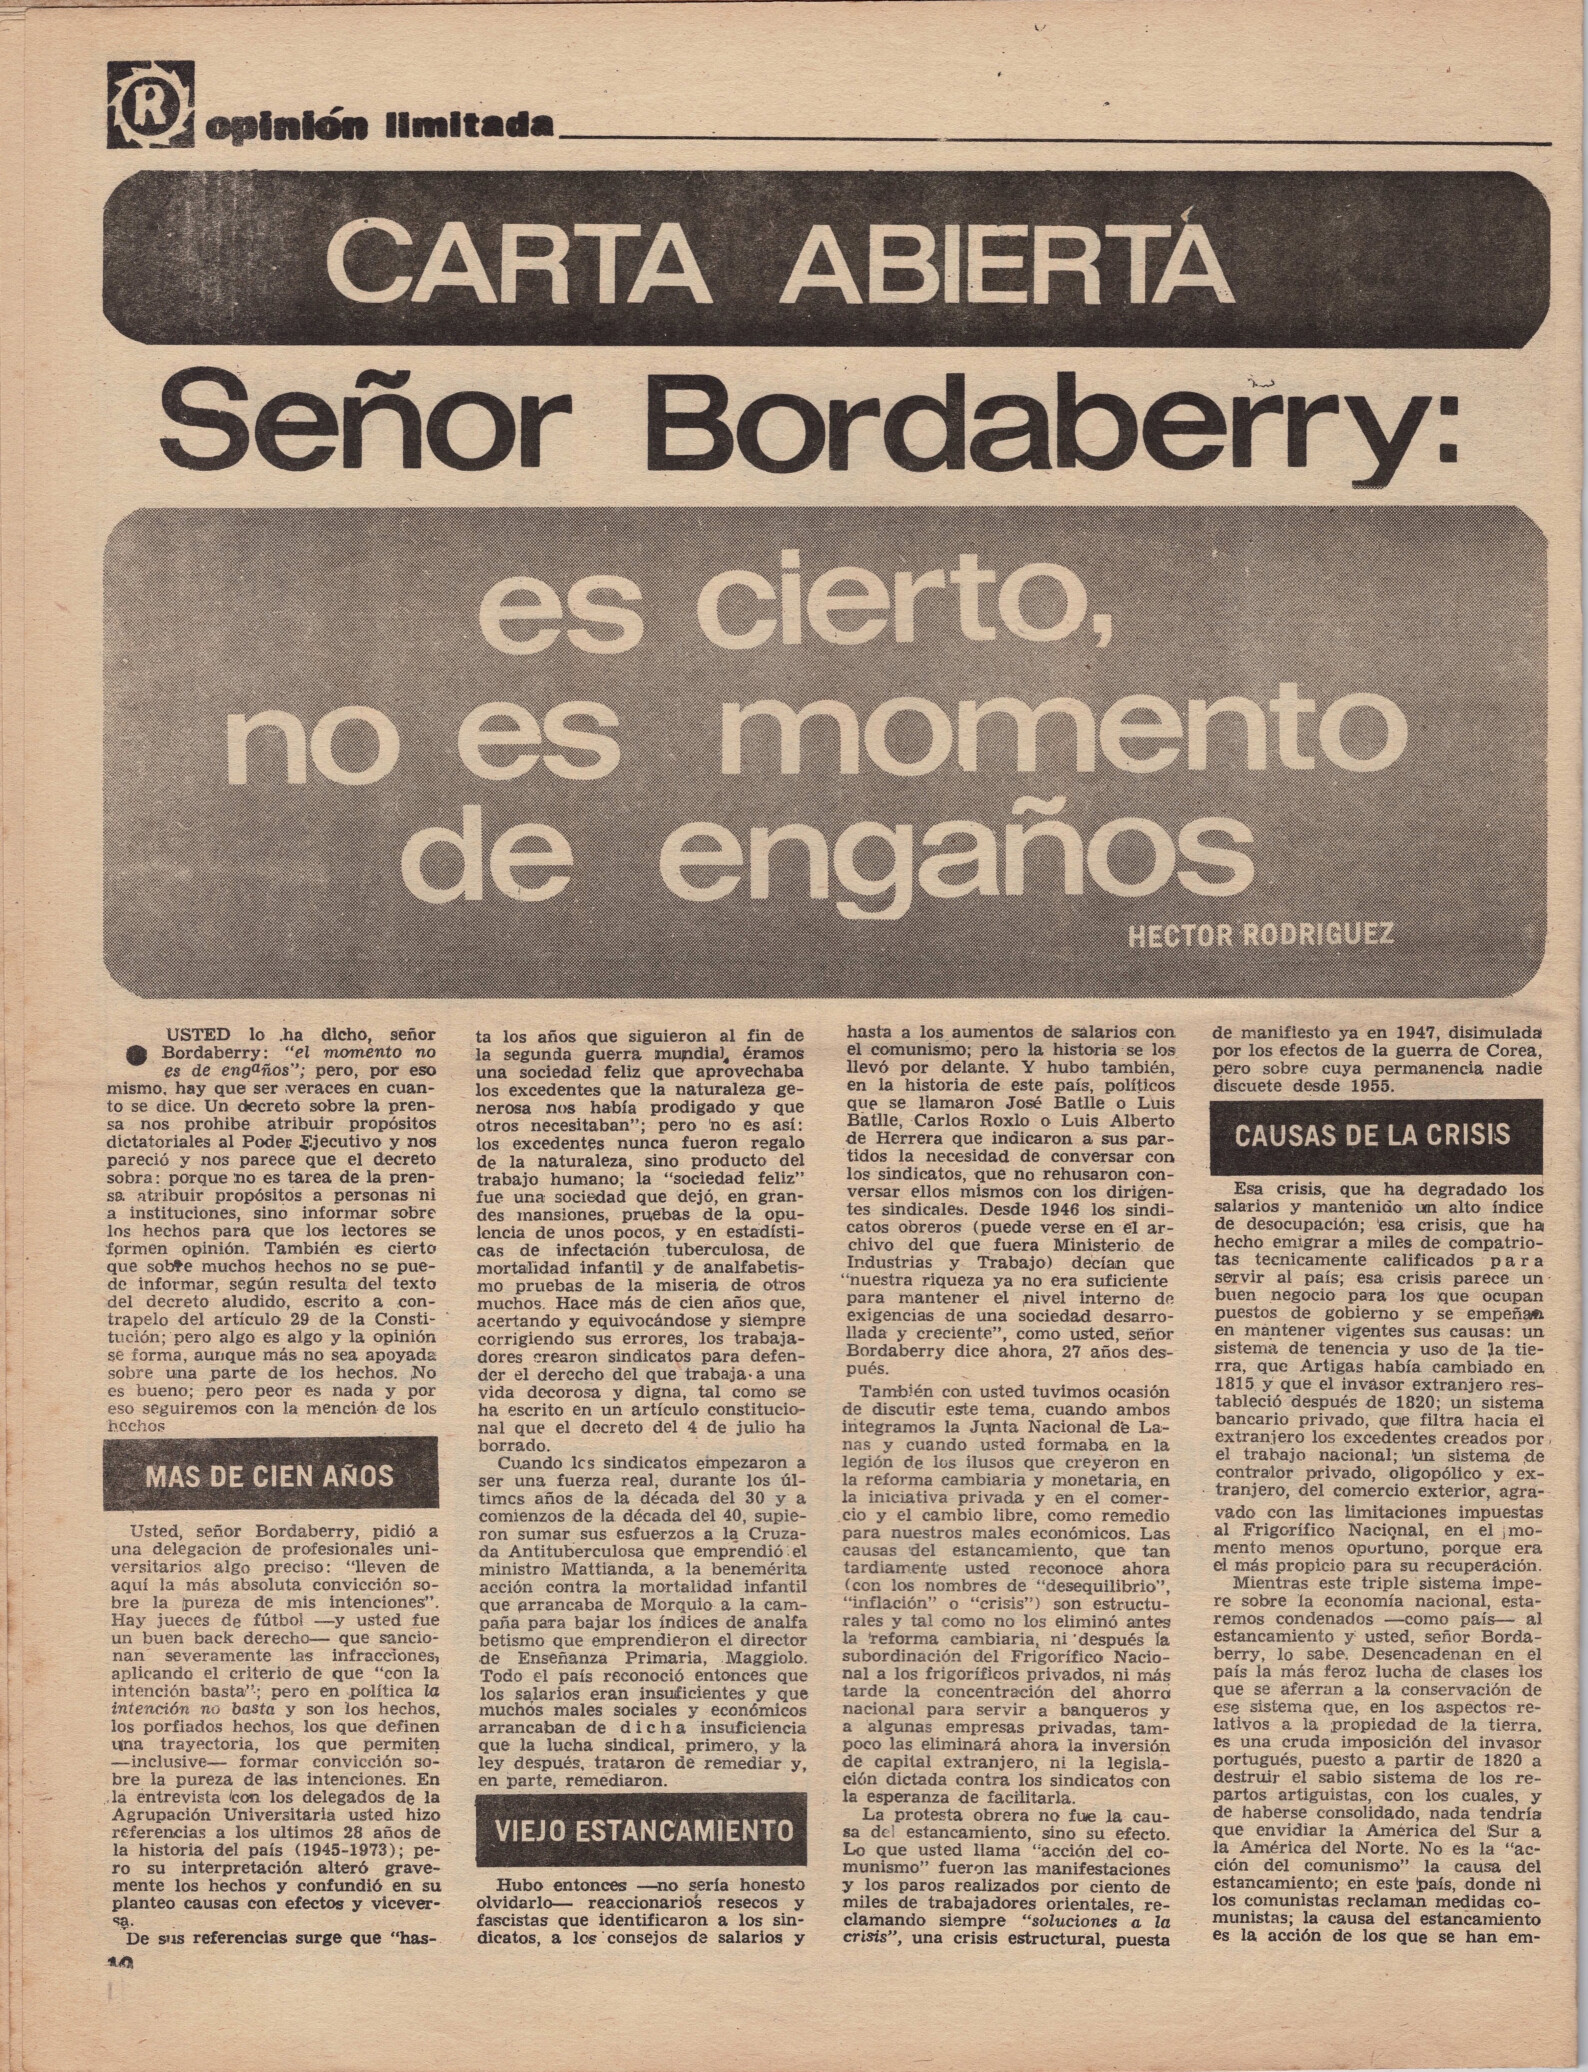 R
opinión limitada
CARTA ABIERTA
Señor Bordaberry:
es cierto,
no es momento
de engaños
HECTOR RODRIGUEZ
USTED lo ha dicho, señor
Bordaberry: "el momento no
es de engaños"; pero, por eso
mismo, hay que ser veraces en cuan-
to se dice. Un decreto sobre la pren-
sa nos prohibe atribuir propósitos
dictatoriales al Poder Ejecutivo y nos
pareció y nos parece que el decreto
sobra: porque no es tarea de la pren-
sa atribuir propósitos a personas ni
a instituciones, sino informar sobre
los hechos para que los lectores se
formen opinión. También es cierto
que sobre muchos hechos no se pue-
de informar, según resulta del texto
del decreto aludido, escrito a con-
trapelo del artículo 29 de la Consti-
tución; pero algo es algo y la opinión
se forma, aunque más no sea apoyada
sobre una parte de los hechos. No
es bueno; pero peor es nada y por
eso seguiremos con la mención de los
hechos
MAS DE CIEN AÑOS
Usted, señor Bordaberry, pidió a
una delegacion de profesionales uni-
versitarios algo preciso: "lleven de
aquí la más absoluta convicción so-
bre la pureza de mis intenciones".
Hay jueces de fútbol —y usted fue
un buen back derecho— que sancio-
nan severamente las infracciones,
aplicando el criterio de que "con la
intención basta"; pero en política la
intención no basta y son los hechos,
los porfiados hechos, los que definen
una trayectoria, los que permiten
—inclusive— formar convicción so-
bre la pureza de las intenciones. En
la entrevista con los delegados de la
Agrupación Universitaria usted hizo
referencias a los ultimos 28 años de
la historia del país (1945-1973); pe-
ro su interpretación alteró grave-
mente los hechos y confundió en su
planteo causas con efectos y vicever-
sa.
De sus referencias surge que "has-
ta los años que siguieron al fin de
la segunda guerra mundial, éramos
una sociedad feliz que aprovechaba
los excedentes que la naturaleza ge-
nerosa nos había prodigado y que
otros necesitaban"; pero no es así:
los excedentes nunca fueron regalo
de la naturaleza, sino producto del
trabajo humano; la "sociedad feliz"
fue una sociedad que dejó, en gran-
des mansiones, pruebas de la opu-
lencia de unos pocos, y en estadísti-
cas de infectación tuberculosa, de
mortalidad infantil y de analfabetis-
mo pruebas de la miseria de otros
muchos. Hace más de cien años que,
acertando y equivocándose y siempre
corrigiendo sus errores, los trabaja-
dores crearon sindicatos para defen-
der el derecho del que trabaja a una
vida decorosa y digna, tal como se
ha escrito en un artículo constitucio-
nal que el decreto del 4 de julio ha
borrado.
Cuando los sindicatos empezaron a
ser una fuerza real, durante los úl-
timos años de la década del 30 y a
comienzos de la década del 40, supie-
ron sumar sus esfuerzos a la Cruza-
da Antituberculosa que emprendió el
ministro Mattianda, a la benemérita
acción contra la mortalidad infantil
que arrancaba de Morquio a la cam-
paña para bajar los índices de analfa
betismo que emprendieron el director
de Enseñanza Primaria, Maggiolo.
Todo el país reconoció entonces que
los salarios eran insuficientes y que
muchos males sociales y económicos
arrancaban de dicha insuficiencia
que la lucha sindical, primero, y la
ley después, trataron de remediar y,
en parte, remediaron.
VIEJO ESTANCAMIENTO
Hubo entonces —no sería honesto
olvidarlo— reaccionarios resecos y
fascistas que identificaron a los sin-
dicatos, a los consejos de salarios y
hasta a los aumentos de salarios con
el comunismo; pero la historia se los
llevó por delante. Y hubo también,
en la historia de este país, políticos
que se llamaron José Batlle o Luis
Batlle, Carlos Roxlo o Luis Alberto
de Herrera que indicaron a sus par-
tidos la necesidad de conversar con
los sindicatos, que no rehusaron con-
versar ellos mismos con los dirigen-
tes sindicales. Desde 1946 los sindi-
catos obreros (puede verse en el ar-
chivo del que fuera Ministerio de
Industrias y Trabajo) decían que
"nuestra riqueza ya no era suficiente
para mantener el nivel interno de
exigencias de una sociedad desarro-
llada y creciente", como usted, señor
Bordaberry dice ahora, 27 años des-
pués.
También con usted tuvimos ocasión
de discutir este tema, cuando ambos
integramos la Junta Nacional de La-
nas y cuando usted formaba en la
legión de los ilusos que creyeron en
la reforma cambiaria y monetaria, en
la iniciativa privada y en el comer-
cio y el cambio libre, como remedio
para nuestros males económicos. Las
causas del estancamiento, que tan
tardiamente usted reconoce ahora
(con los nombres de "desequilibrio",
"inflación" o "crisis") son estructu-
rales y tal como no los eliminó antes
la reforma cambiaria, ni después la
subordinación del Frigorífico Nacio-
nal a los frigoríficos privados, ni más
tarde la concentración del ahorro
nacional para servir a banqueros y
a algunas empresas privadas, tam-
poco las eliminará ahora la inversión
de capital extranjero, ni la legisla-
ción dictada contra los sindicatos con
la esperanza de facilitarla.
La protesta obrera no fue la cau-
sa del estancamiento, sino su efecto.
Lo que usted llama "acción del co-
munismo" fueron las manifestaciones
y los paros realizados por ciento de
miles de trabajadores orientales, re-
clamando siempre "soluciones a la
crisis", una crisis estructural, puesta
de manifiesto ya en 1947, disimulada
por los efectos de la guerra de Corea,
pero sobre cuya permanencia nadie
discuete desde 1955.
CAUSAS DE LA CRISIS
Esa crisis, que ha degradado los
salarios y mantenido un alto índice
de desocupación; esa crisis, que ha
hecho emigrar a miles de compatrio-
tas tecnicamente calificados para
servir al país; esa crisis parece un
buen negocio para los que ocupan
puestos de gobierno y se empeñan
en mantener vigentes sus causas: un
sistema de tenencia y uso de la tie-
rra, que Artigas había cambiado en
1815 y que el invasor extranjero res-
tableció después de 1820; un sistema
bancario privado, que filtra hacia el
extranjero los excedentes creados por
el trabajo nacional; un sistema de
contralor privado, oligopólico y ex-
tranjero, del comercio exterior, agra-
vado con las limitaciones impuestas
al Frigorífico Nacional, en el mo-
mento menos oportuno, porque era
el más propicio para su recuperación.
Mientras este triple sistema impe-
re sobre la economía nacional, esta-
remos condenados —como país— al
estancamiento y usted, señor Borda-
berry, lo sabe. Desencadenan en el
país la más feroz lucha de clases los
que se aferran a la conservación de
ese sistema que, en los aspectos re-
lativos a la propiedad de la tierra,
es una cruda imposición del invasor
portugués, puesto a partir de 1820 a
destruir el sabio sistema de los re-
partos artiguistas, con los cuales, y
de haberse consolidado, nada tendría
que envidiar la América del Sur a
la América del Norte. No es la "ac-
ción del comunismo" la causa del
estancamiento; en este país, donde ni
los comunistas reclaman medidas co-
munistas; la causa del estancamiento
es la acción de los que se han em-